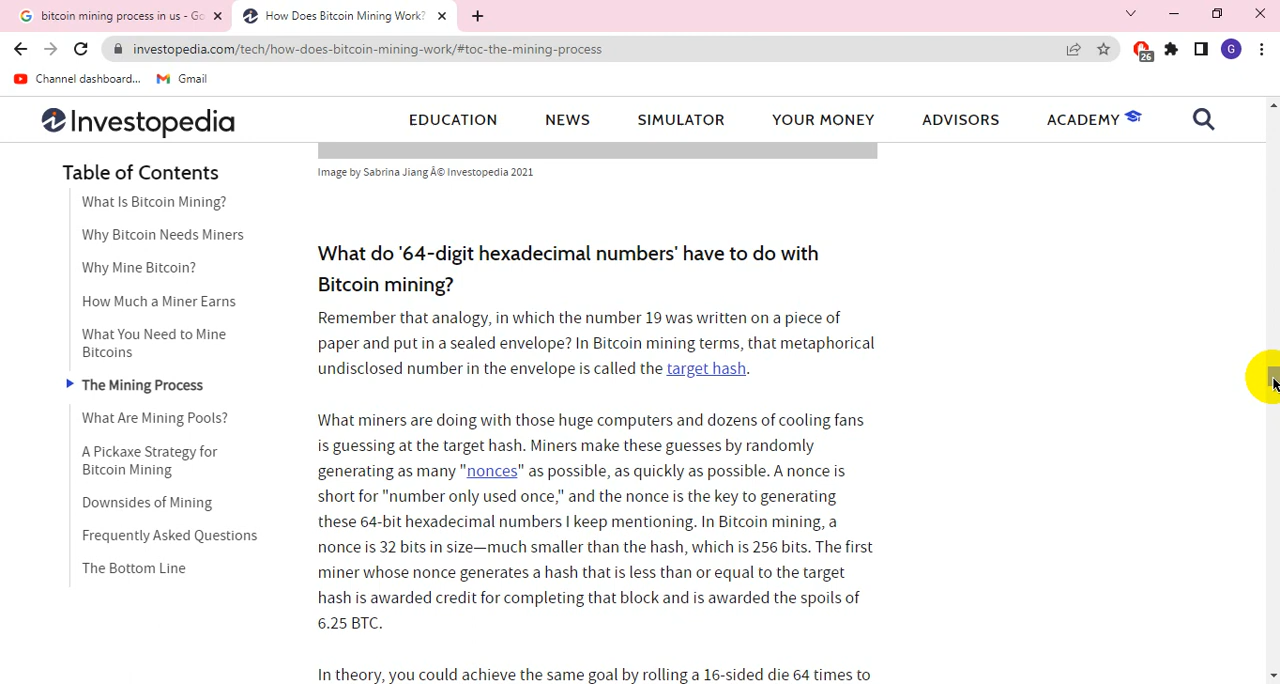 bitcoin mining process in us - Go
How Does Bitcoin Mining Work?
investopedia.com/tech/how-does-bitcoin-mining-work/#toc-the-mining-process
26
G
Channel dashboard...
Gmail
Investopedia
EDUCATION
NEWS
SIMULATOR
YOUR MONEY
ADVISORS
ACADEMY
Table of Contents
What Is Bitcoin Mining?
Why Bitcoin Needs Miners
Why Mine Bitcoin?
How Much a Miner Earns
What You Need to Mine
Bitcoins
The Mining Process
What Are Mining Pools?
A Pickaxe Strategy for
Bitcoin Mining
Downsides of Mining
Frequently Asked Questions
The Bottom Line
Image by Sabrina Jiang Â© Investopedia 2021
What do '64-digit hexadecimal numbers' have to do with
Bitcoin mining?
Remember that analogy, in which the number 19 was written on a piece of
paper and put in a sealed envelope? In Bitcoin mining terms, that metaphorical
undisclosed number in the envelope is called the target hash.
What miners are doing with those huge computers and dozens of cooling fans
is guessing at the target hash. Miners make these guesses by randomly
generating as many "nonces" as possible, as quickly as possible. A nonce is
short for "number only used once," and the nonce is the key to generating
these 64-bit hexadecimal numbers I keep mentioning. In Bitcoin mining, a
nonce is 32 bits in size—much smaller than the hash, which is 256 bits. The first
miner whose nonce generates a hash that is less than or equal to the target
hash is awarded credit for completing that block and is awarded the spoils of
6.25 BTC.
In theory, you could achieve the same goal by rolling a 16-sided die 64 times to